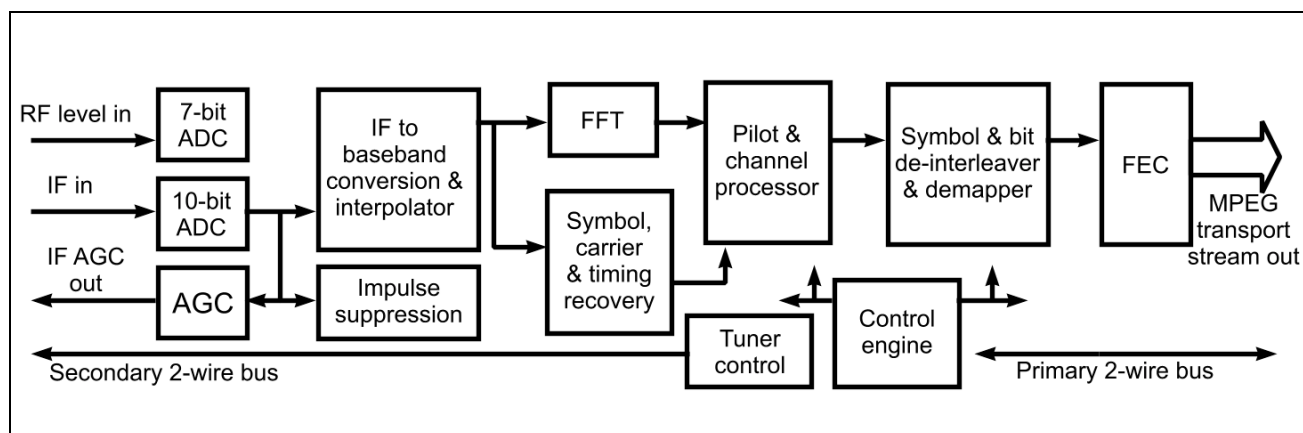 RF level in
7-bit
ADC
IF in
10-bit
ADC
IF AGC
out
AGC
IF to
baseband
conversion &
interpolator
Impulse
suppression
FFT
Symbol,
carrier
& timing
recovery
Pilot &
channel
processor
Symbol & bit
de-interleaver
& demapper
FEC
MPEG
transport
stream out
Tuner
control
Control
engine
Secondary 2-wire bus
Primary 2-wire bus